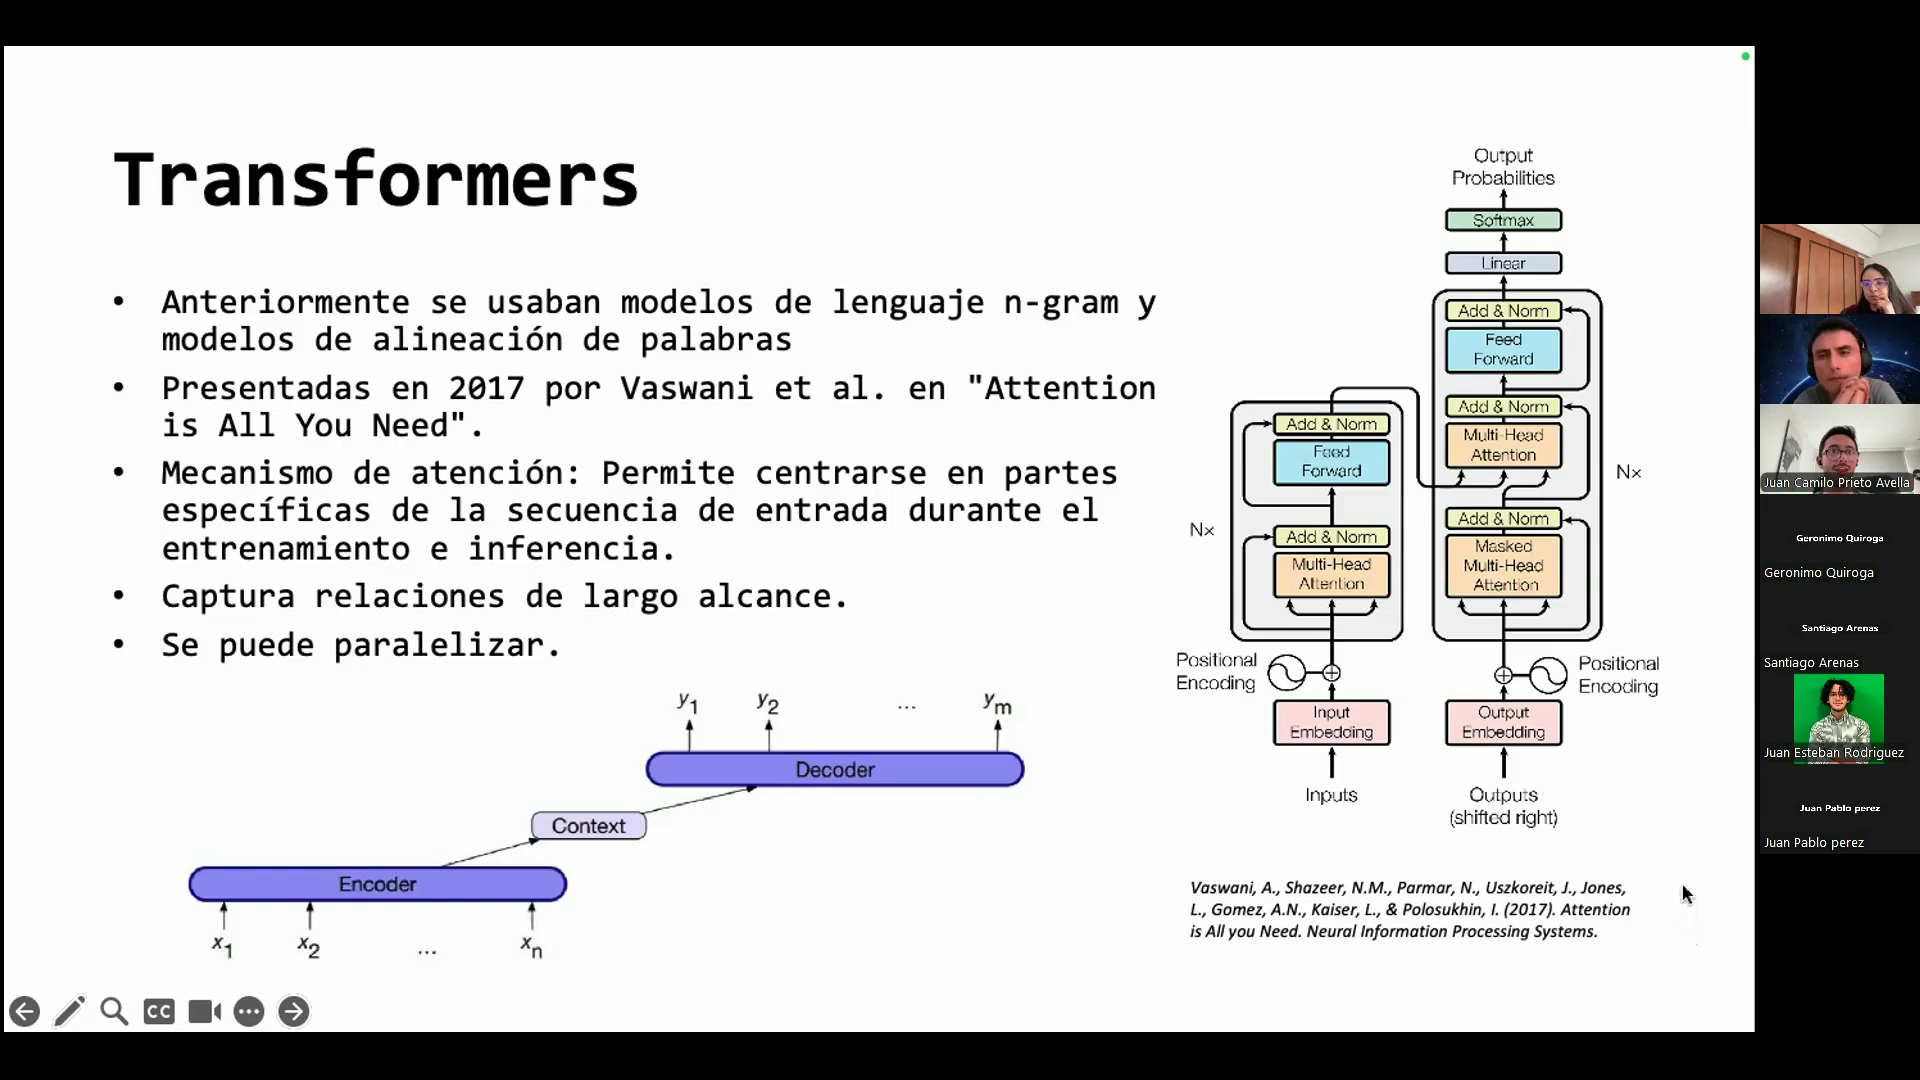 Transformers
• Anteriormente se usaban modelos de lenguaje n-gram y
modelos de alineación de palabras
• Presentadas en 2017 por Vaswani et al. en "Attention
is All You Need".
• Mecanismo de atención: Permite centrarse en partes
específicas de la secuencia de entrada durante el
entrenamiento e inferencia.
• Captura relaciones de largo alcance.
• Se puede paralelizar.
y1 y2 ... ym
Decoder
Context
Encoder
x1 x2 ... xn
Output
Probabilities
Softmax
Linear
Add & Norm
Feed
Forward
Add & Norm
Multi-Head
Attention
Nx
Add & Norm
Masked
Multi-Head
Attention
Add & Norm
Feed
Forward
Nx
Add & Norm
Multi-Head
Attention
Positional
Encoding
Positional
Encoding
Input
Embedding
Output
Embedding
Inputs
Outputs
(shifted right)
Vaswani, A., Shazeer, N.M., Parmar, N., Uszkoreit, J., Jones,
L., Gomez, A.N., Kaiser, L., & Polosukhin, I. (2017). Attention
is All you Need. Neural Information Processing Systems.
CC
Juan Camilo Prieto Avella
Geronimo Quiroga
Geronimo Quiroga
Santiago Arenas
Santiago Arenas
Juan Esteban Rodriguez
Juan Pablo perez
Juan Pablo perez